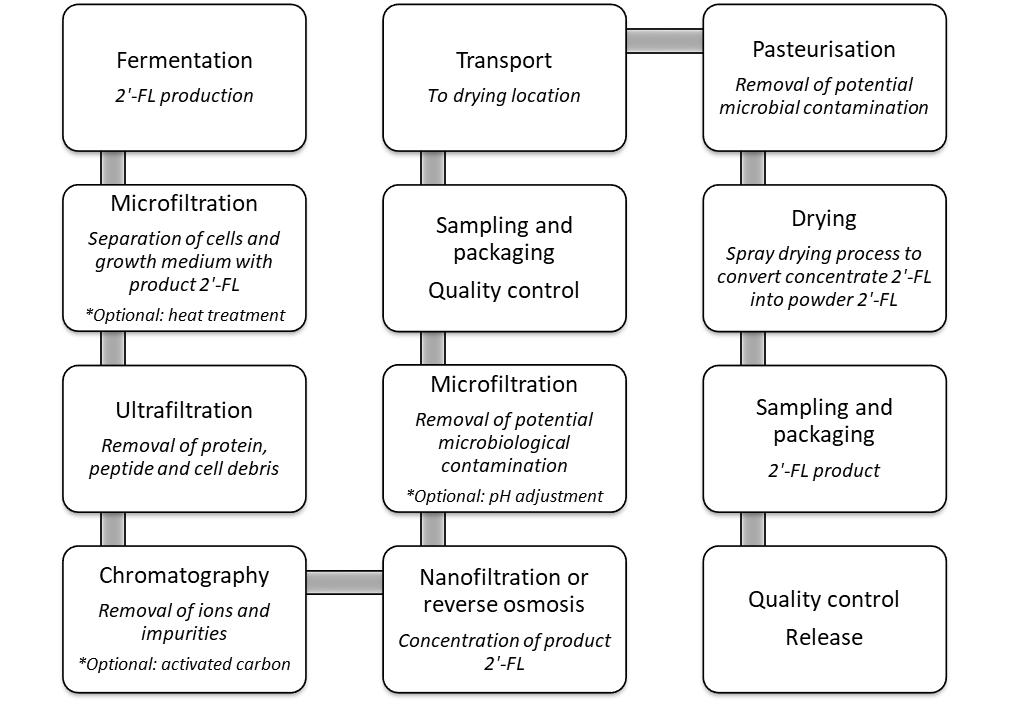 Fermentation
2'-FL production
Microfiltration
Separation of cells and
growth medium with
product 2'-FL
*Optional: heat treatment
Ultrafiltration
Removal of protein,
peptide and cell debris
Chromatography
Removal of ions and
impurities
*Optional: activated carbon
Nanofiltration or
reverse osmosis
Concentration of product
2'-FL
Microfiltration
Removal of potential
microbiological
contamination
*Optional: pH adjustment
Sampling and
packaging
Quality control
Transport
To drying location
Pasteurisation
Removal of potential
microbial contamination
Drying
Spray drying process to
convert concentrate 2'-FL
into powder 2'-FL
Sampling and
packaging
2'-FL product
Quality control
Release